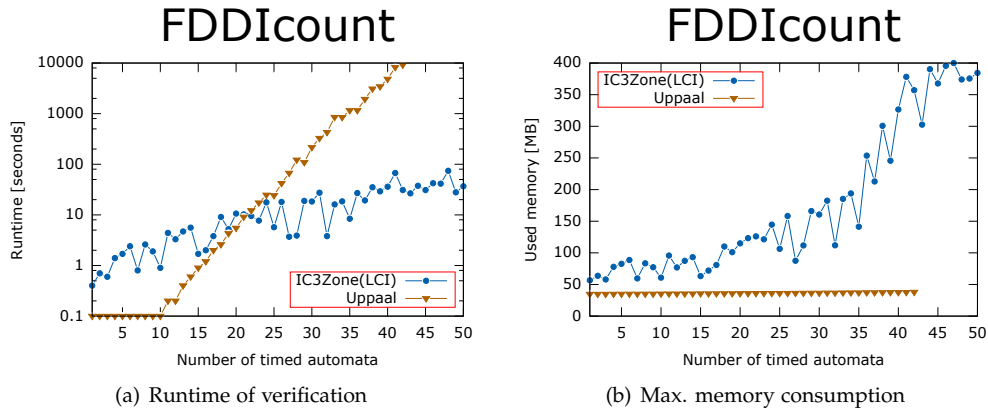 FDDIcount
10000
1000
100
10
1
0.1
Runtime [seconds]
IC3Zone(LCI)
Uppaal
5 10 15 20 25 30 35 40 45 50
Number of timed automata
(a) Runtime of verification
FDDIcount
400
350
300
250
200
150
100
50
0
Used memory [MB]
IC3Zone(LCI)
Uppaal
5 10 15 20 25 30 35 40 45 50
Number of timed automata
(b) Max. memory consumption